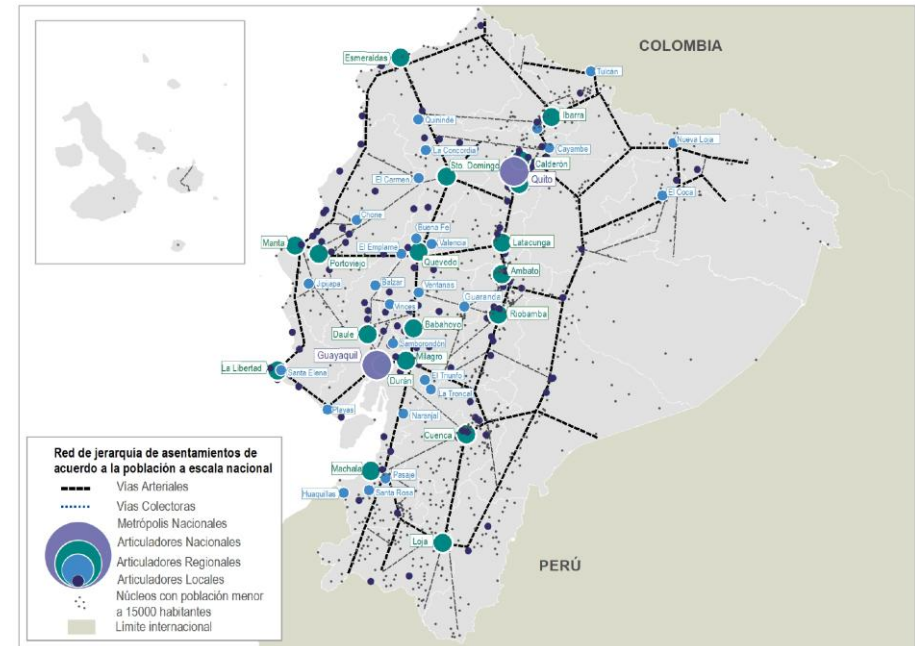 COLOMBIA
Esmeraldas
Tulcán
Ibarra
Quinindé
Nueva Loja
La Concordia
Cayambe
Calderón
Sto. Domingo
El Carmen
Quito
El Coca
Chone
Buena Fe
Manta
Valencia
Latacunga
El Emplame
Portoviejo
Quevedo
Ambato
Jipijapa
Balzar
Ventanas
Guaranda
Vinces
Riobamba
Babahoyo
Daule
Samborondón
Guayaquil
Milagro
La Libertad
Santa Elena
El Triunfo
Durán
La Troncal
Playas
Naranjal
Cuenca
Machala
Pasaje
Huaquillas
Santa Rosa
Loja
PERÚ
Red de jerarquía de asentamientos de
acuerdo a la población a escala nacional
Vías Arteriales
Vías Colectoras
Metrópolis Nacionales
Articuladores Nacionales
Articuladores Regionales
Articuladores Locales
Núcleos con población menor
a 15000 habitantes
Límite internacional